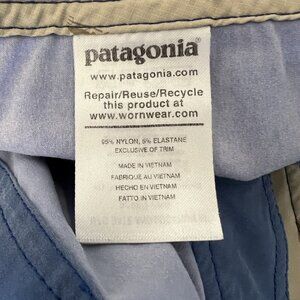 patagonia®
www.patagonia.com
Repair/Reuse/Recycle
this product at
www.wornwear.com
95% NYLON, 5% ELASTANE
EXCLUSIVE OF TRIM
MADE IN VIETNAM
FABRIQUÉ AU VIETNAM
HECHO EN VIETNAM
FATTO IN VIETNAM